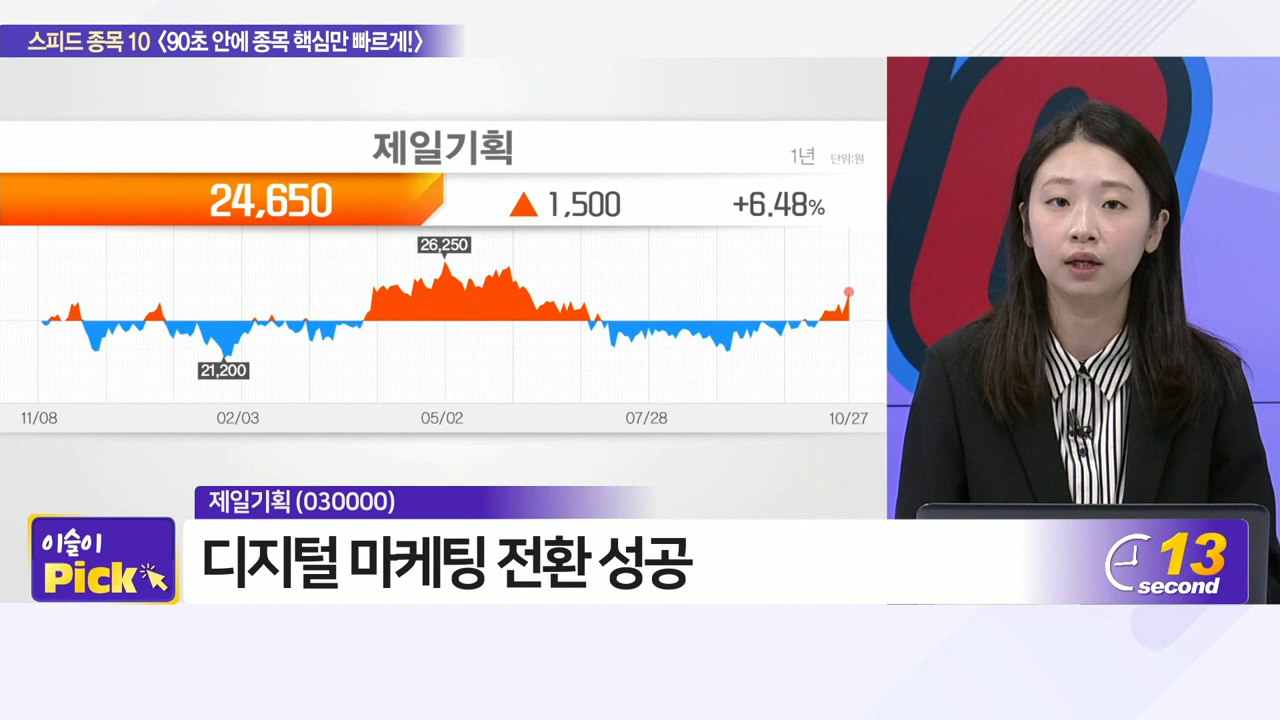 스피드 종목 10 〈90초 안에 종목 핵심만 빠르게!〉
제일기획
1년 단위:원
24,650 ▲ 1,500 +6.48%
26,250
21,200
11/08 02/03 05/02 07/28 10/27
제일기획 (030000)
이슬이
Pick
디지털 마케팅 전환 성공
13
second